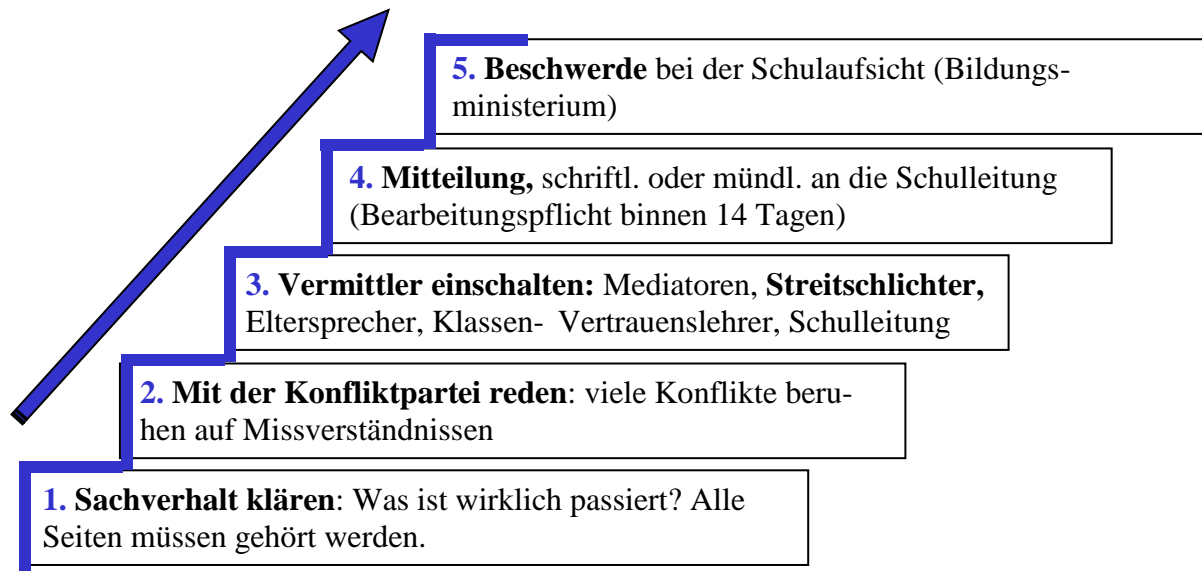 5. Beschwerde bei der Schulaufsicht (Bildungs-
ministerium)
4. Mitteilung, schriftl. oder mündl. an die Schulleitung
(Bearbeitungspflicht binnen 14 Tagen)
3. Vermittler einschalten: Mediatoren, Streitschlichter,
Eltersprecher, Klassen- Vertrauenslehrer, Schulleitung
2. Mit der Konfliktpartei reden: viele Konflikte beru-
hen auf Missverständnissen
1. Sachverhalt klären: Was ist wirklich passiert? Alle
Seiten müssen gehört werden.